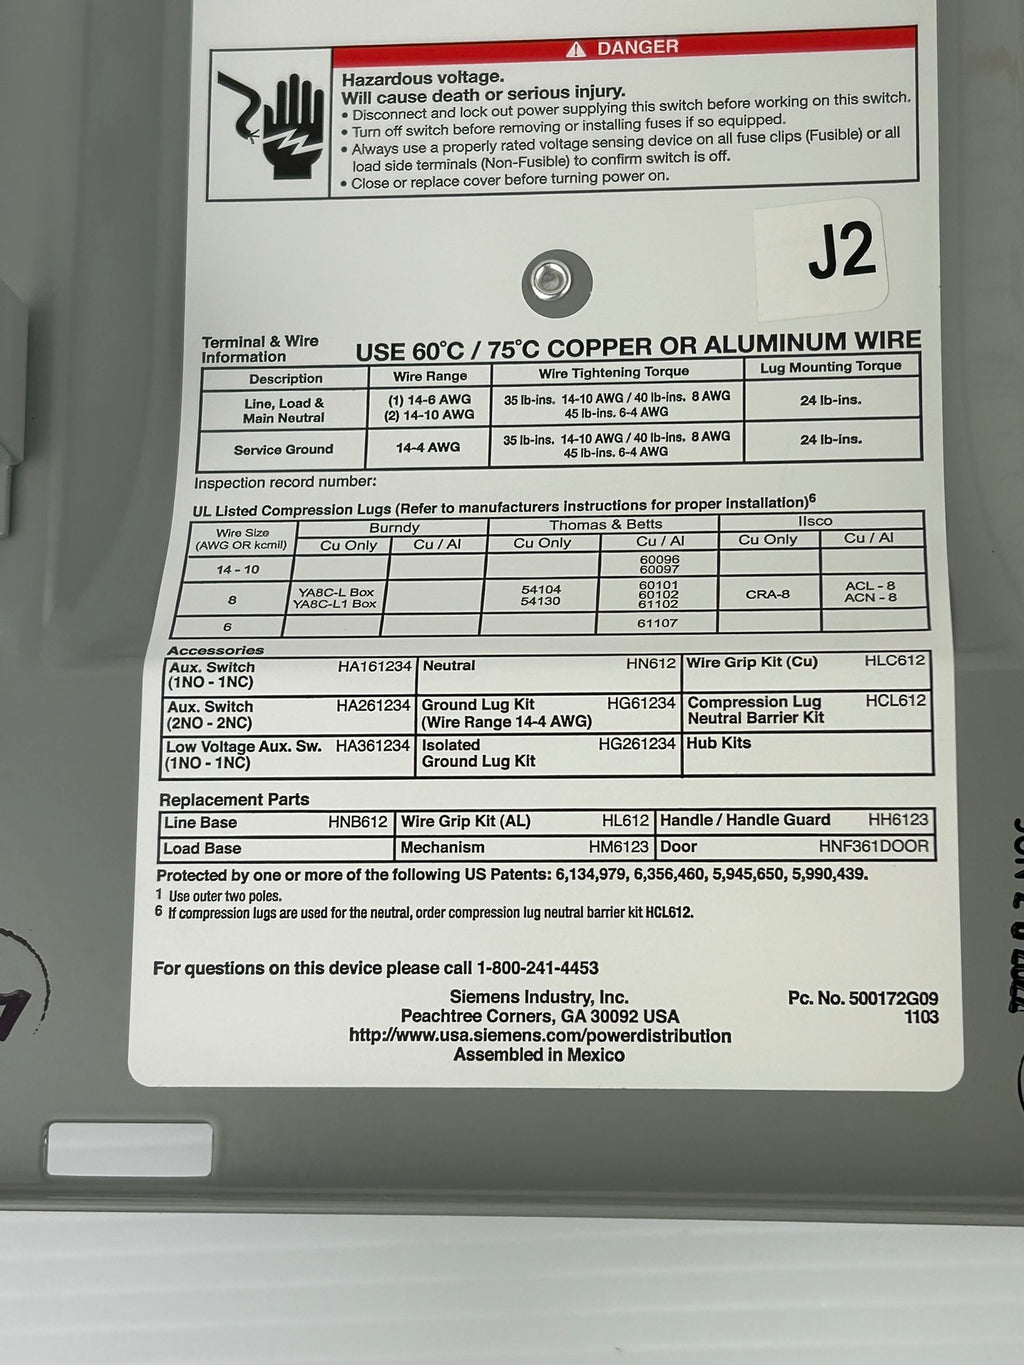 DANGER
Hazardous voltage.
Will cause death or serious injury.
• Disconnect and lock out power supplying this switch before working on this switch.
• Turn off switch before removing or installing fuses if so equipped.
• Always use a properly rated voltage sensing device on all fuse clips (Fusible) or all
load side terminals (Non-Fusible) to confirm switch is off.
• Close or replace cover before turning power on.
J2
Terminal & Wire
Information
USE 60°C / 75°C COPPER OR ALUMINUM WIRE
Description Wire Range Wire Tightening Torque Lug Mounting Torque
Line, Load & (1) 14-6 AWG 35 lb-ins. 14-10 AWG / 40 lb-ins. 8 AWG 24 lb-ins.
Main Neutral (2) 14-10 AWG 45 lb-ins. 6-4 AWG
Service Ground 14-4 AWG 35 lb-ins. 14-10 AWG / 40 lb-ins. 8 AWG 24 lb-ins.
45 lb-ins. 6-4 AWG
Inspection record number:
UL Listed Compression Lugs (Refer to manufacturers instructions for proper installation)6
Wire Size Burndy Thomas & Betts Ilsco
(AWG OR kcmil) Cu Only Cu / Al Cu Only Cu / Al Cu Only Cu / Al
14 - 10 60096
60097
8 YA8C-L Box 54104 60101 CRA-8 ACL - 8
YA8C-L1 Box 54130 60102 ACN - 8
61102
6 61107
Accessories
Aux. Switch HA161234 Neutral HN612 Wire Grip Kit (Cu) HLC612
(1NO - 1NC)
Aux. Switch HA261234 Ground Lug Kit HG61234 Compression Lug HCL612
(2NO - 2NC) (Wire Range 14-4 AWG) Neutral Barrier Kit
Low Voltage Aux. Sw. HA361234 Isolated HG261234 Hub Kits
(1NO - 1NC) Ground Lug Kit
Replacement Parts
Line Base HNB612 Wire Grip Kit (AL) HL612 Handle / Handle Guard HH6123
Load Base Mechanism HM6123 Door HNF361DOOR
Protected by one or more of the following US Patents: 6,134,979, 6,356,460, 5,945,650, 5,990,439.
1 Use outer two poles.
6 If compression lugs are used for the neutral, order compression lug neutral barrier kit HCL612.
For questions on this device please call 1-800-241-4453
Siemens Industry, Inc.
Peachtree Corners, GA 30092 USA
http://www.usa.siemens.com/powerdistribution
Assembled in Mexico
Pc. No. 500172G09
1103